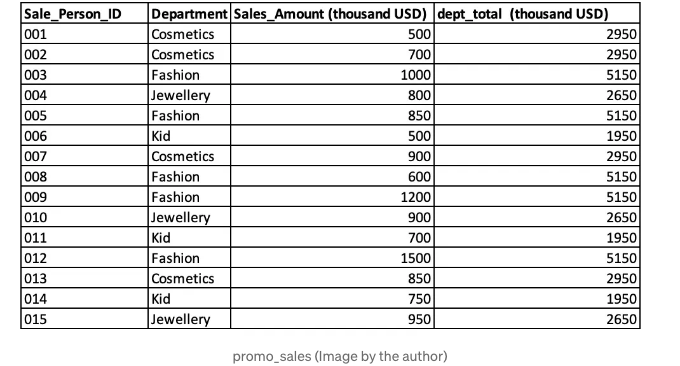 Sale_Person_ID Department Sales_Amount (thousand USD) dept_total (thousand USD)
001 Cosmetics 500 2950
002 Cosmetics 700 2950
003 Fashion 1000 5150
004 Jewellery 800 2650
005 Fashion 850 5150
006 Kid 500 1950
007 Cosmetics 900 2950
008 Fashion 600 5150
009 Fashion 1200 5150
010 Jewellery 900 2650
011 Kid 700 1950
012 Fashion 1500 5150
013 Cosmetics 850 2950
014 Kid 750 1950
015 Jewellery 950 2650
promo_sales (Image by the author)